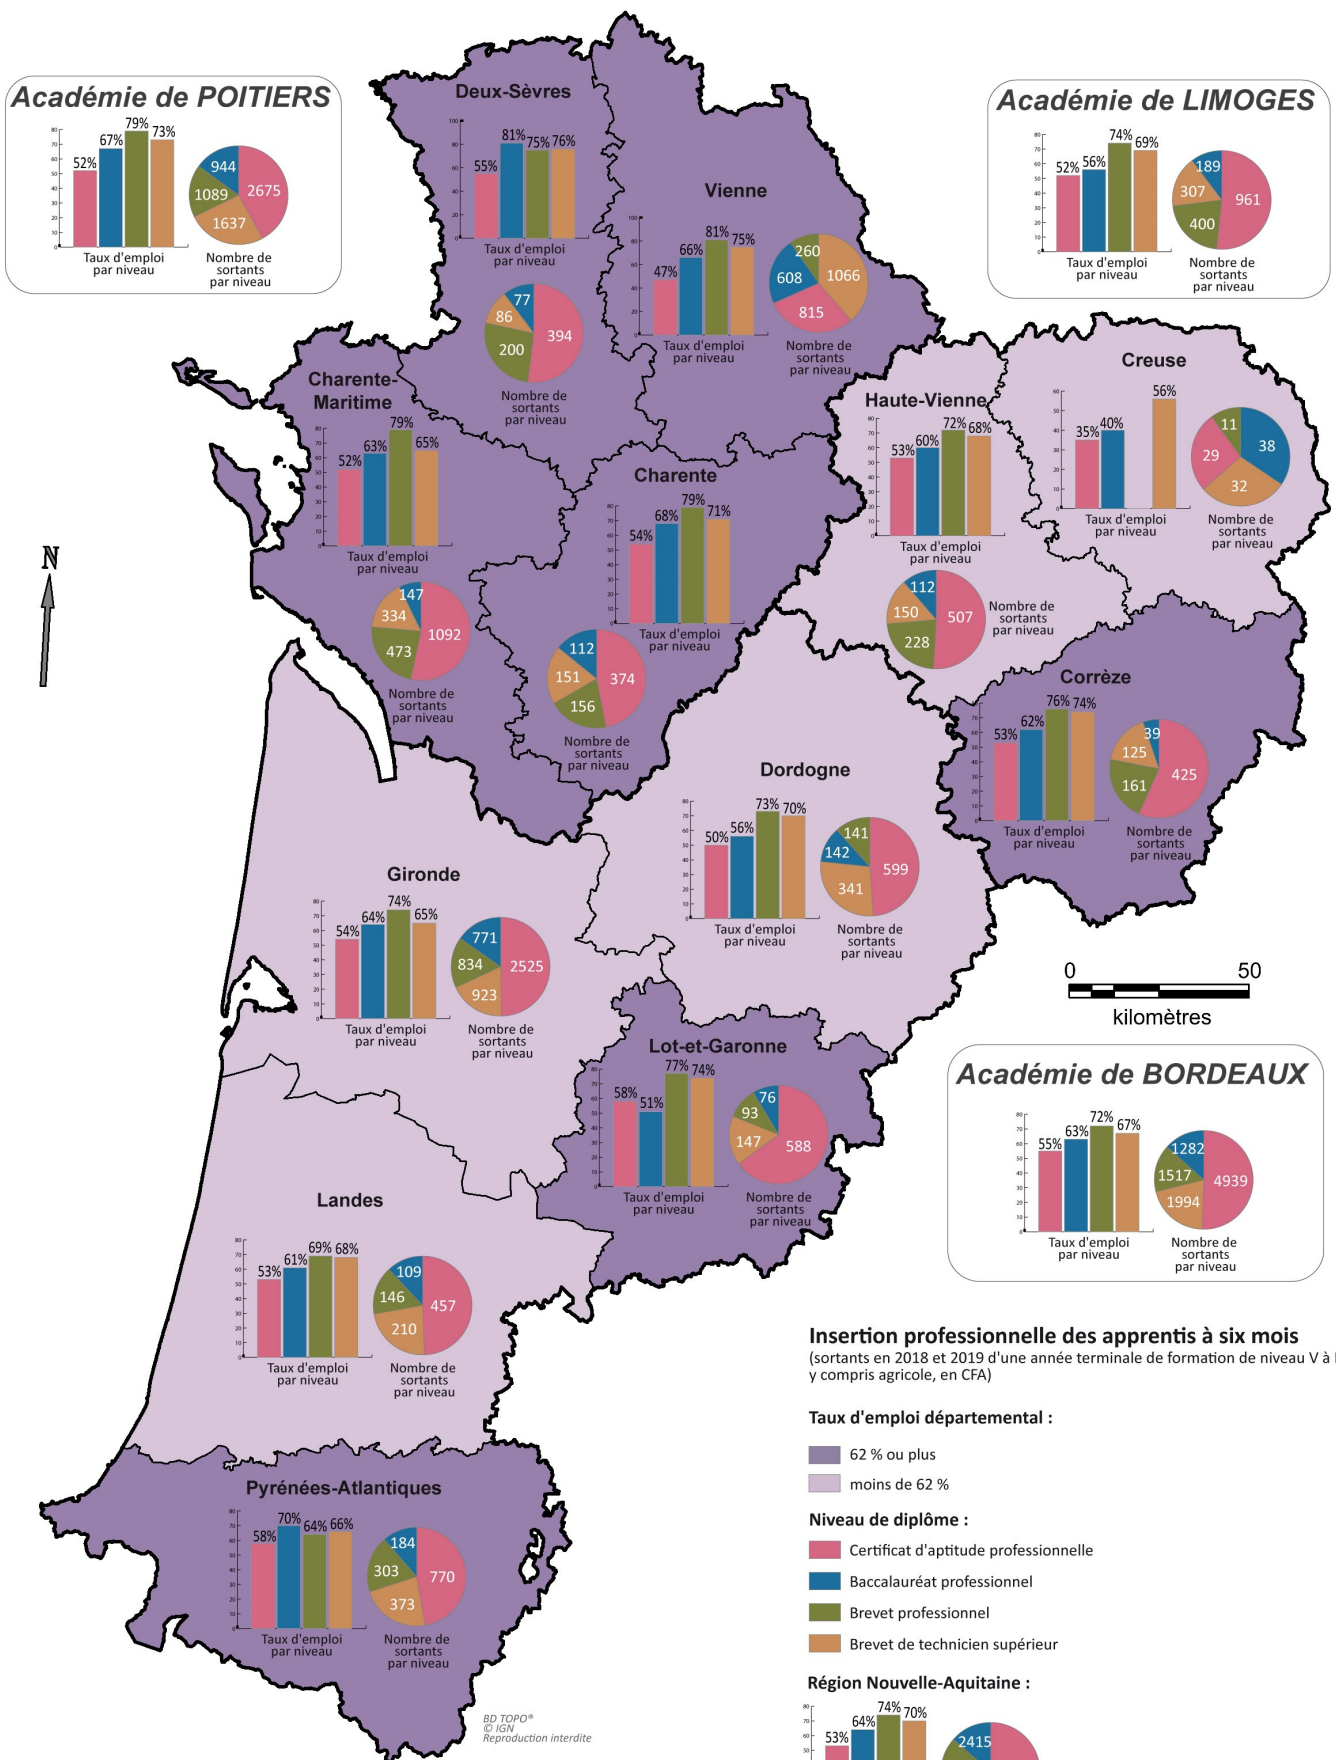 Académie de POITIERS
52% 67% 79% 73%
Taux d'emploi
par niveau
944
1089 2675
1637
Nombre de
sortants
par niveau
Académie de LIMOGES
52% 56% 74% 69%
Taux d'emploi
par niveau
189
307 961
400
Nombre de
sortants
par niveau
Deux-Sèvres
55% 81% 75% 76%
Taux d'emploi
par niveau
77
86 394
200
Nombre de
sortants
par niveau
Vienne
47% 66% 81% 75%
Taux d'emploi
par niveau
260
608 1066
815
Nombre de
sortants
par niveau
Charente-
Maritime
52% 63% 79% 65%
Taux d'emploi
par niveau
147
334 1092
473
Nombre de
sortants
par niveau
Charente
54% 68% 79% 71%
Taux d'emploi
par niveau
112
151 374
156
Nombre de
sortants
par niveau
Haute-Vienne
53% 60% 72% 68%
Taux d'emploi
par niveau
112
150 507
228
Nombre de
sortants
par niveau
Creuse
35% 40% 56%
Taux d'emploi
par niveau
11
29 38
32
Nombre de
sortants
par niveau
N
Corrèze
53% 62% 76% 74%
Taux d'emploi
par niveau
39
125 425
161
Nombre de
sortants
par niveau
Dordogne
50% 56% 73% 70%
Taux d'emploi
par niveau
141
142 599
341
Nombre de
sortants
par niveau
Gironde
54% 64% 74% 65%
Taux d'emploi
par niveau
771
834 2525
923
Nombre de
sortants
par niveau
0 50
kilomètres
Lot-et-Garonne
58% 51% 77% 74%
Taux d'emploi
par niveau
76
93
147 588
Nombre de
sortants
par niveau
Académie de BORDEAUX
55% 63% 72% 67%
Taux d'emploi
par niveau
1282
1517 4939
1994
Nombre de
sortants
par niveau
Landes
53% 61% 69% 68%
Taux d'emploi
par niveau
109
146 457
210
Nombre de
sortants
par niveau
Pyrénées-Atlantiques
58% 70% 64% 66%
Taux d'emploi
par niveau
184
303 770
373
Nombre de
sortants
par niveau
BD TOPO®
© IGN
Reproduction interdite
Insertion professionnelle des apprentis à six mois
(sortants en 2018 et 2019 d'une année terminale de formation de niveau V à
y compris agricole, en CFA)
Taux d'emploi départemental :
62 % ou plus
moins de 62 %
Niveau de diplôme :
Certificat d'aptitude professionnelle
Baccalauréat professionnel
Brevet professionnel
Brevet de technicien supérieur
Région Nouvelle-Aquitaine :
53% 64% 74% 70%
2415